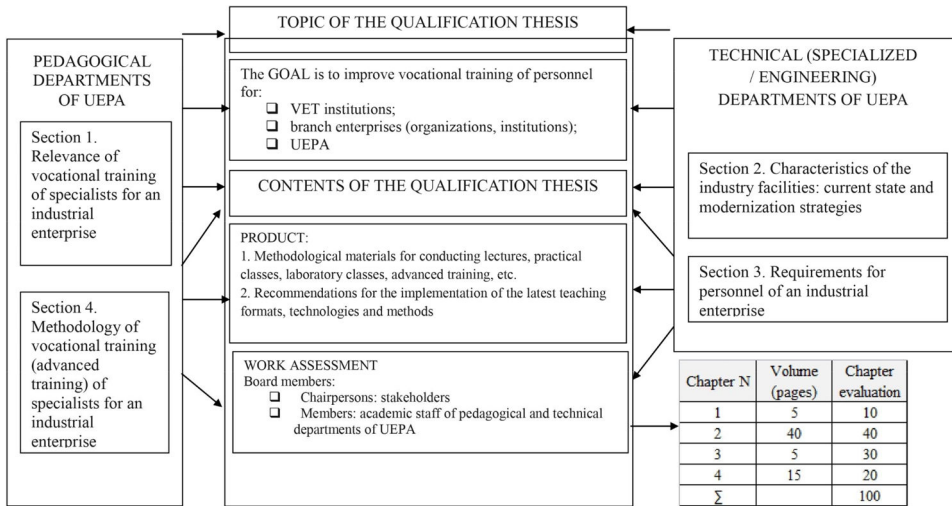 TOPIC OF THE QUALIFICATION THESIS
PEDAGOGICAL
DEPARTMENTS
OF UEPA
Section 1.
Relevance of
vocational training
of specialists for an
industrial
enterprise
Section 4.
Methodology of
vocational training
(advanced
training) of
specialists for an
industrial
enterprise
The GOAL is to improve vocational training of personnel
for:
❑ VET institutions;
❑ branch enterprises (organizations, institutions);
❑ UEPA
CONTENTS OF THE QUALIFICATION THESIS
PRODUCT:
1. Methodological materials for conducting lectures, practical
classes, laboratory classes, advanced training, etc.
2. Recommendations for the implementation of the latest teaching
formats, technologies and methods
WORK ASSESSMENT
Board members:
❑ Chairpersons: stakeholders
❑ Members: academic staff of pedagogical and technical
departments of UEPA
TECHNICAL (SPECIALIZED
/ ENGINEERING)
DEPARTMENTS OF UEPA
Section 2. Characteristics of the
industry facilities: current state and
modernization strategies
Section 3. Requirements for
personnel of an industrial
enterprise
Chapter N Volume (pages) Chapter evaluation
1 5 10
2 40 40
3 5 30
4 15 20
Σ 100